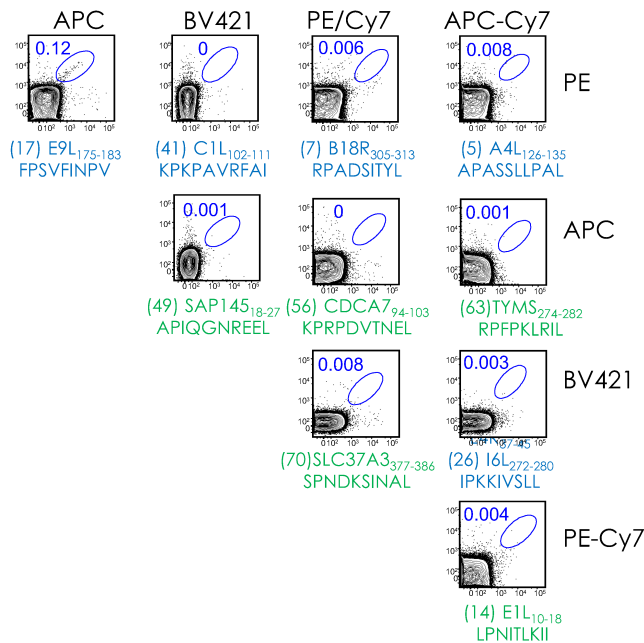 APC BV421 PE/Cy7 APC-Cy7
0.12 0 0.006 0.008 PE
(17) E9L175-183 (41) C1L102-111 (7) B18R305-313 (5) A4L126-135
FPSVFINPV KPKPAVRFAI RPADSITYL APASSLLPAL
0.001 0 0.001 APC
(49) SAP14518-27 (56) CDCA794-103 (63)TYMS274-282
APIQGNREEL KPRPDVTNEL RPFPKLRIL
0.008 0.003 BV421
(70)SLC37A3377-386 (26) I6L272-280
SPNDKSINAL IPKKIVSLL
0.004 PE-Cy7
(14) E1L10-18
LPNITLKII